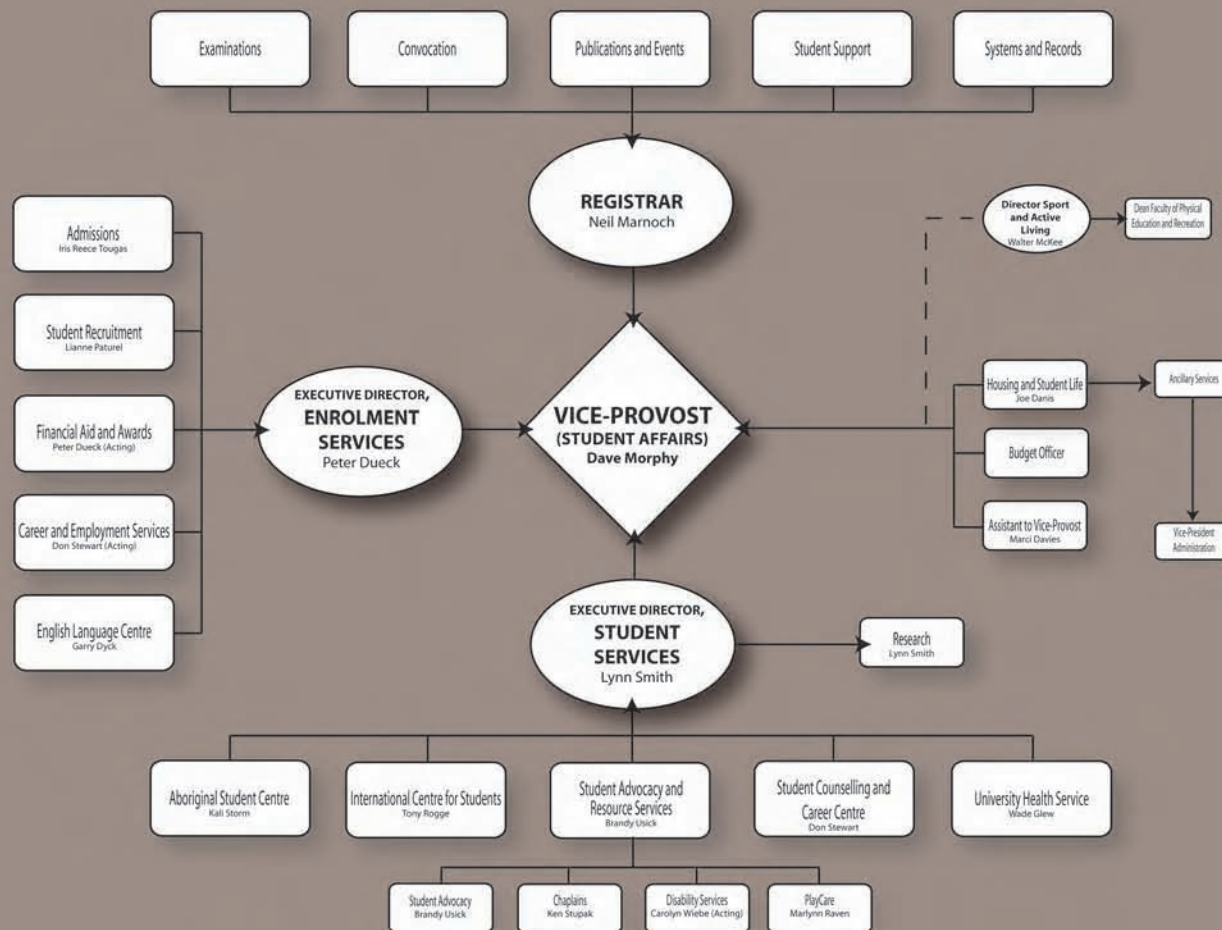 Examinations
Convocation
Publications and Events
Student Support
Systems and Records
REGISTRAR
Neil Marnoch
Director Sport
and Active
Living
Walter McKee
Dean Faculty of Physical
Education and Recreation
Admissions
Iris Reece Tougas
Student Recruitment
Lianne Paturel
Financial Aid and Awards
Peter Dueck (Acting)
Career and Employment Services
Don Stewart (Acting)
English Language Centre
Garry Dyck
EXECUTIVE DIRECTOR,
ENROLMENT
SERVICES
Peter Dueck
VICE-PROVOST
(STUDENT AFFAIRS)
Dave Morphy
Housing and Student Life
Joe Danis
Ancillary Services
Budget Officer
Assistant to Vice-Provost
Marci Davies
Vice-President
Administration
EXECUTIVE DIRECTOR,
STUDENT
SERVICES
Lynn Smith
Research
Lynn Smith
Aboriginal Student Centre
Kali Storm
International Centre for Students
Tony Rogge
Student Advocacy and
Resource Services
Brandy Usick
Student Counselling and
Career Centre
Don Stewart
University Health Service
Wade Glew
Student Advocacy
Brandy Usick
Chaplains
Ken Stupak
Disability Services
Carolyn Wiebe (Acting)
PlayCare
Marlynn Raven